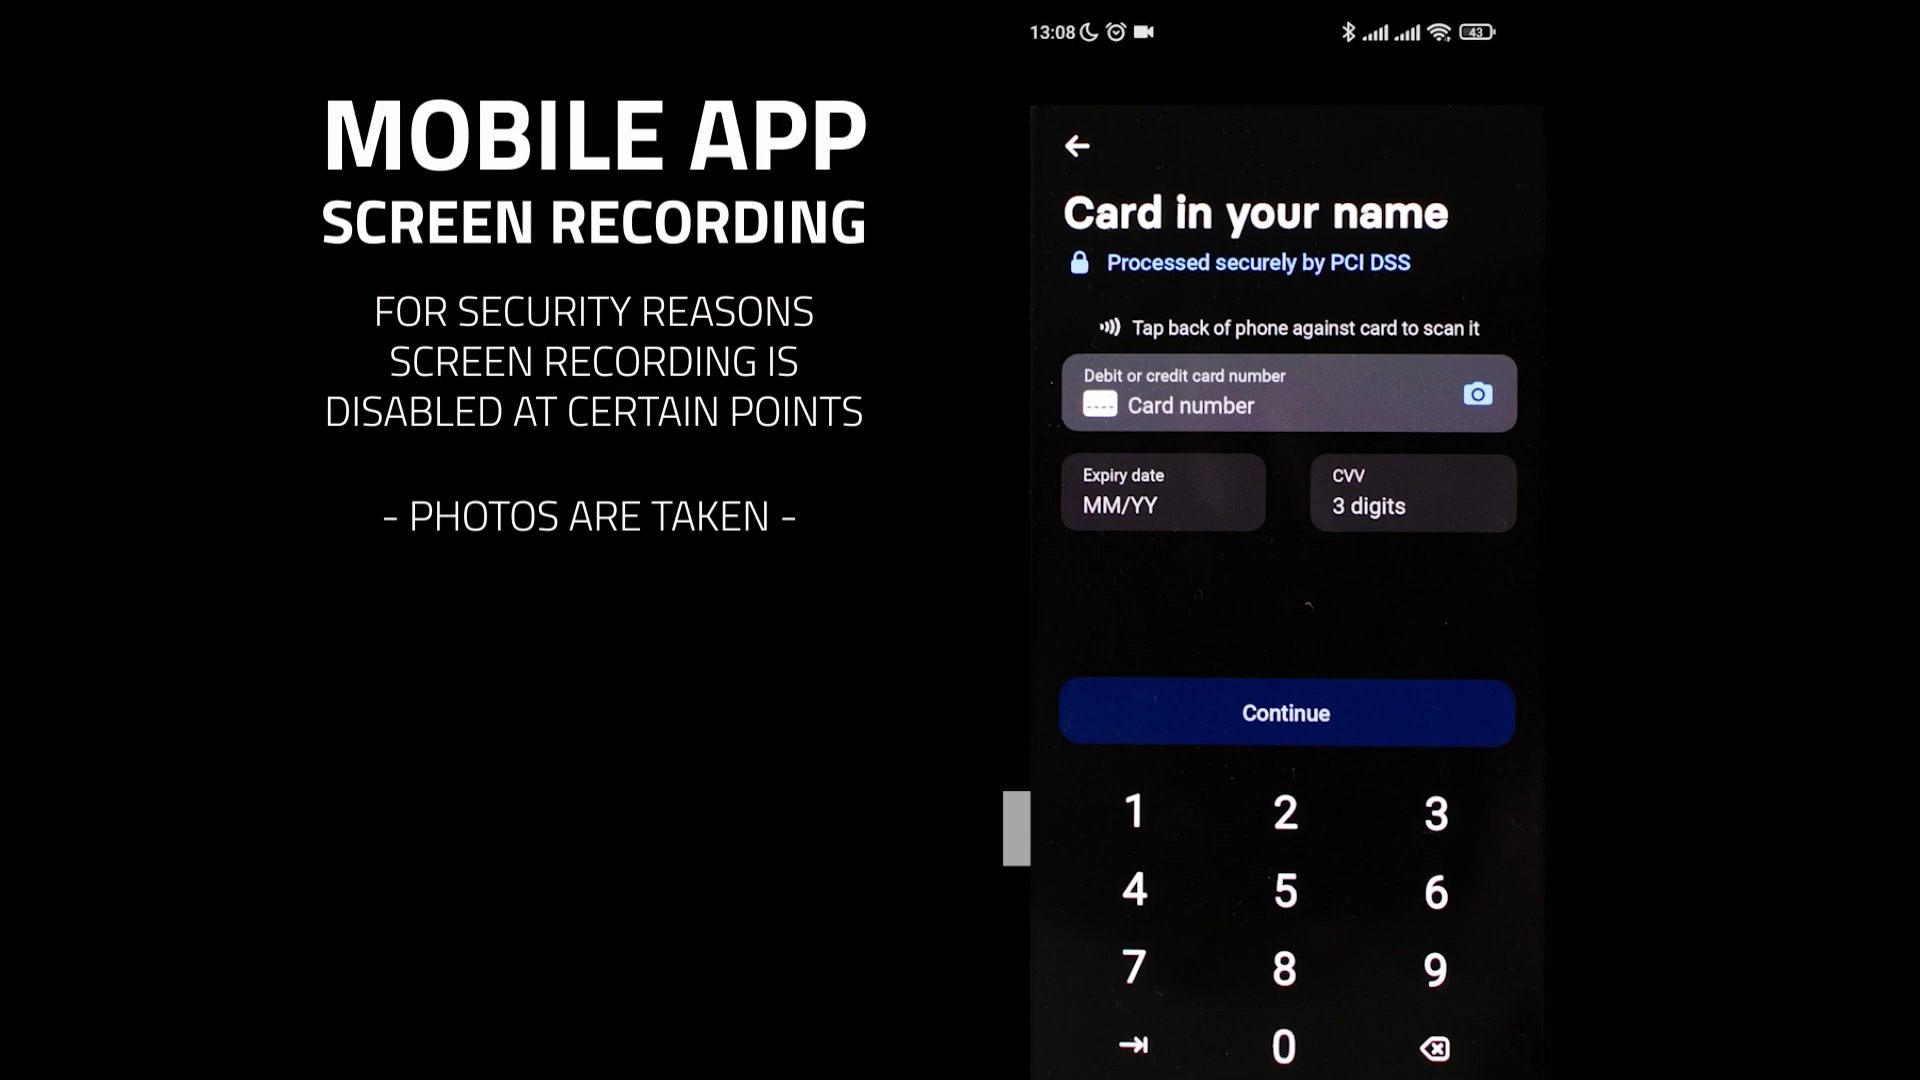 MOBILE APP
SCREEN RECORDING
FOR SECURITY REASONS
SCREEN RECORDING IS
DISABLED AT CERTAIN POINTS
- PHOTOS ARE TAKEN -
13:08
43
Card in your name
Processed securely by PCI DSS
Tap back of phone against card to scan it
Debit or credit card number
Card number
Expiry date
MM/YY
CVV
3 digits
Continue
1 2 3
4 5 6
7 8 9
0